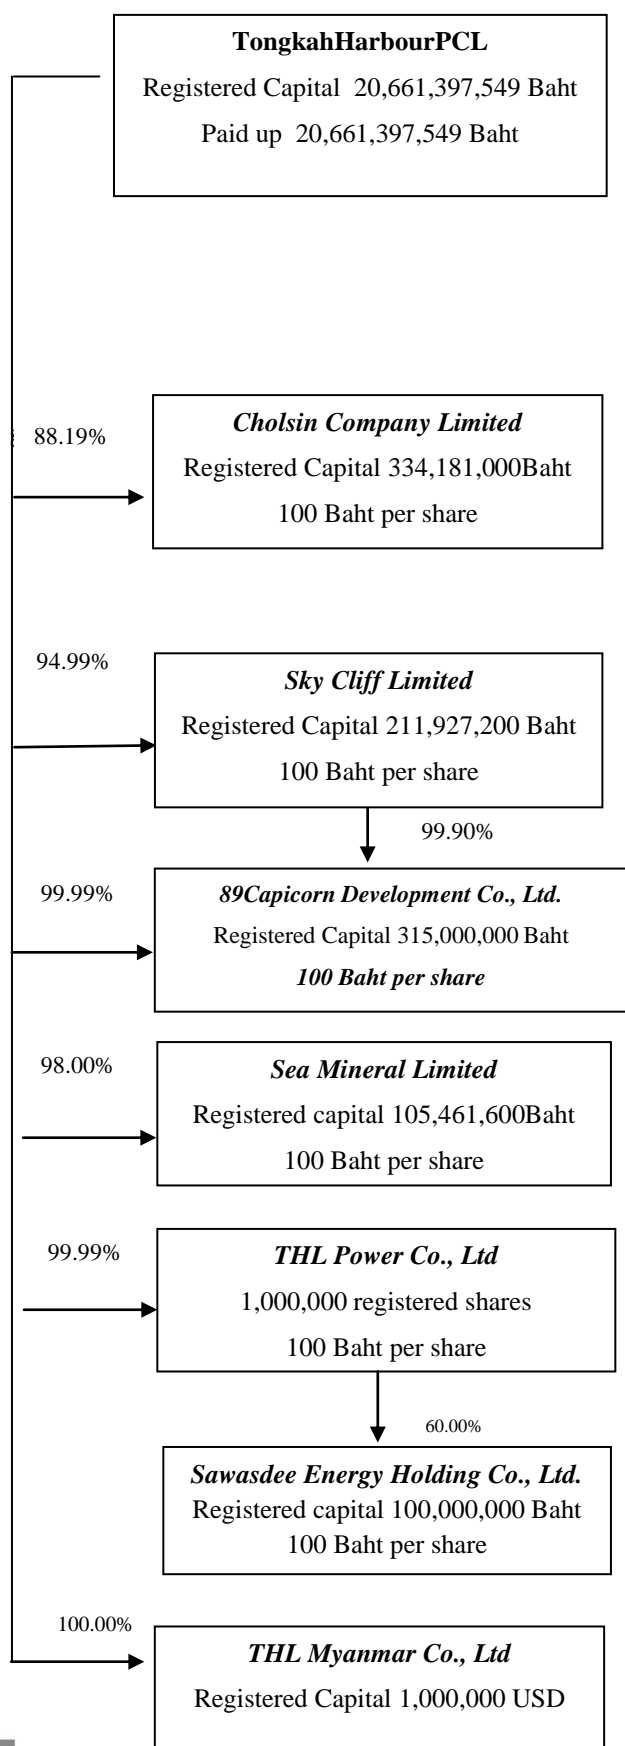 TongkahHarbourPCL
Registered Capital 20,661,397,549 Baht
Paid up 20,661,397,549 Baht
88.19%
Cholsin Company Limited
Registered Capital 334,181,000Baht
100 Baht per share
94.99%
Sky Cliff Limited
Registered Capital 211,927,200 Baht
100 Baht per share
99.90%
99.99%
89Capicorn Development Co., Ltd.
Registered Capital 315,000,000 Baht
100 Baht per share
98.00%
Sea Mineral Limited
Registered capital 105,461,600Baht
100 Baht per share
99.99%
THL Power Co., Ltd
1,000,000 registered shares
100 Baht per share
60.00%
Sawasdee Energy Holding Co., Ltd.
Registered capital 100,000,000 Baht
100 Baht per share
100.00%
THL Myanmar Co., Ltd
Registered Capital 1,000,000 USD